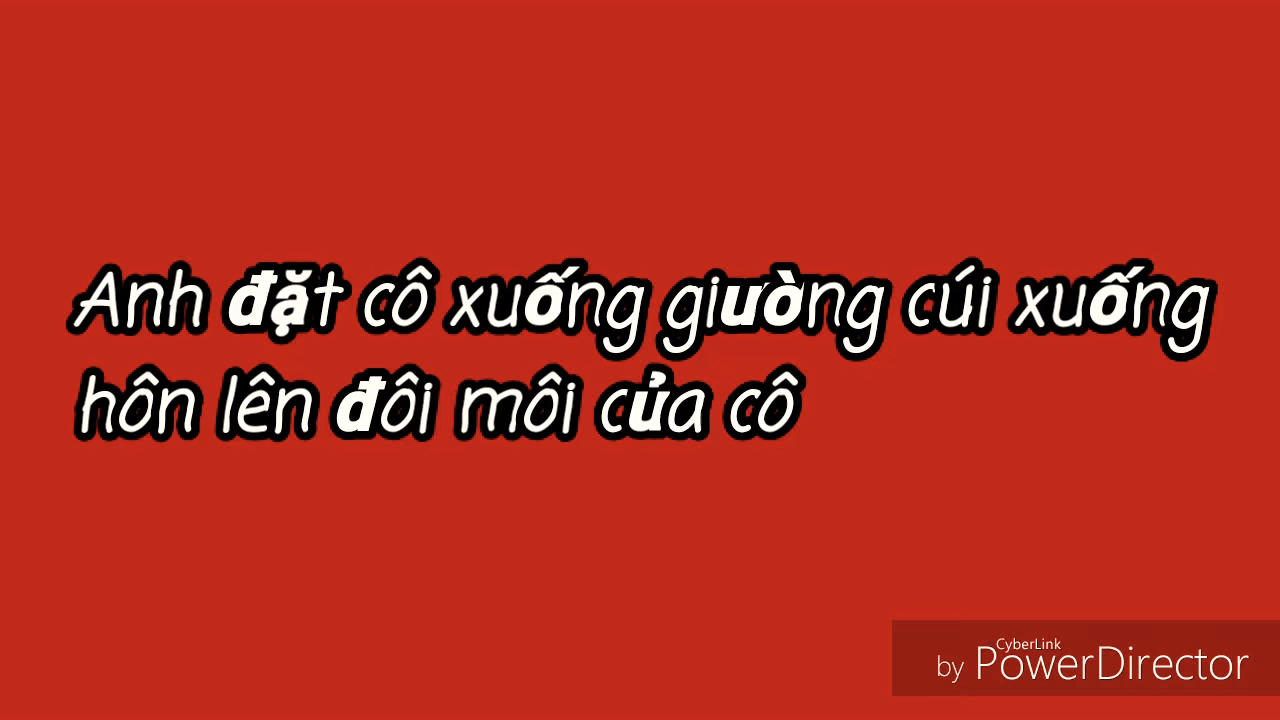 Anh đặt cô xuống giường cúi xuống
hôn lên đôi môi của cô
CyberLink
by PowerDirector